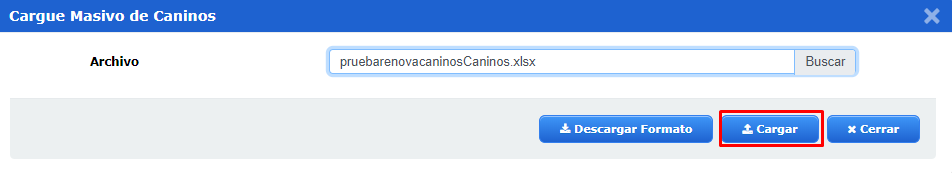 Cargue Masivo de Caninos
Archivo pruebarenovacaninosCaninos.xlsx Buscar
Descargar Formato Cargar Cerrar